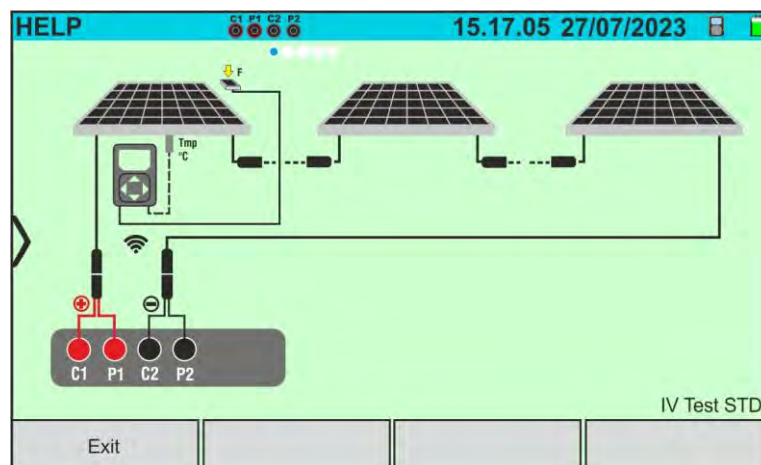 HELP C1 P1 C2 P2 15.17.05 27/07/2023
F
Tmp
°C
C1 P1 C2 P2
IV Test STD
Exit